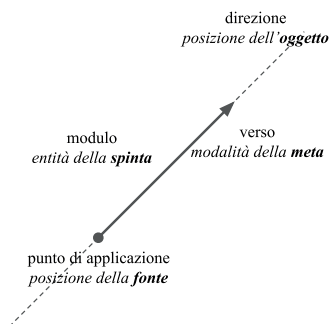 direzione
posizione dell'oggetto
modulo
entità della spinta
verso
modalità della meta
punto di applicazione
posizione della fonte